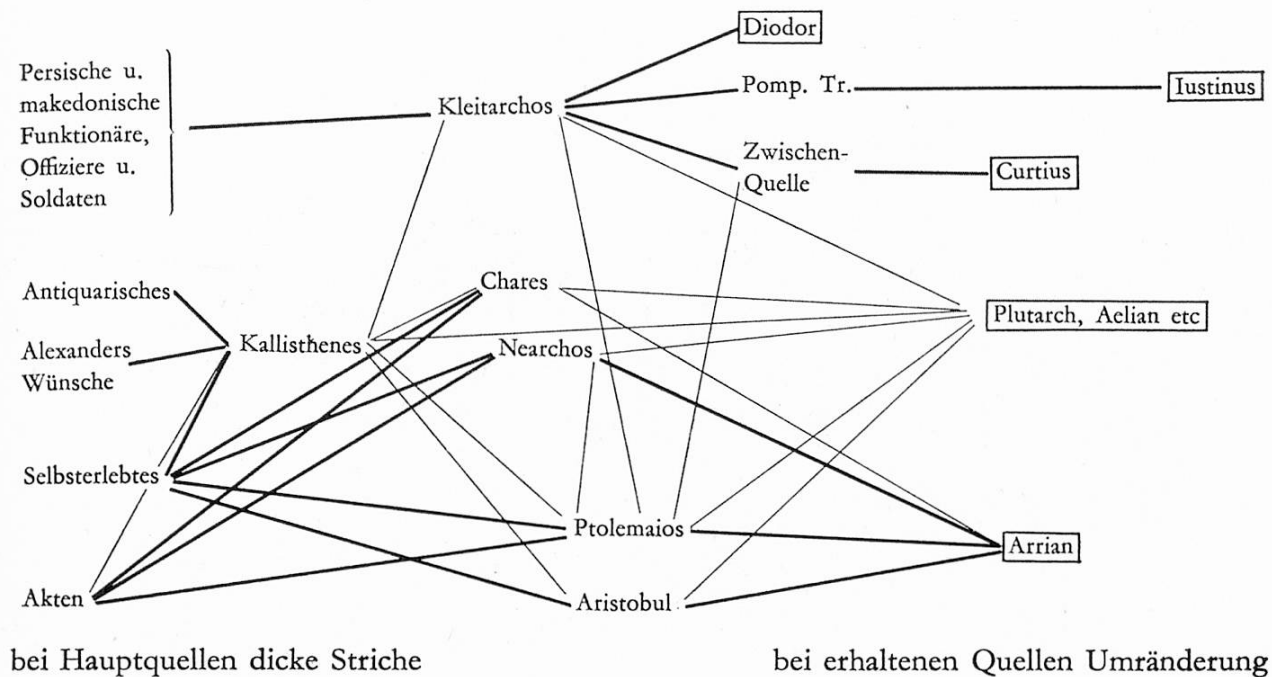 Diodor
Persische u.
makedonische
Funktionäre,
Offiziere u.
Soldaten
Kleitarchos
Pomp. Tr.
Iustinus
Zwischen-
Quelle
Curtius
Chares
Antiquarisches
Kallisthenes
Alexanders
Wünsche
Nearchos
Plutarch, Aelian etc
Selbsterlebtes
Ptolemaios
Arrian
Akten
Aristobul
bei Hauptquellen dicke Striche
bei erhaltenen Quellen Umränderung